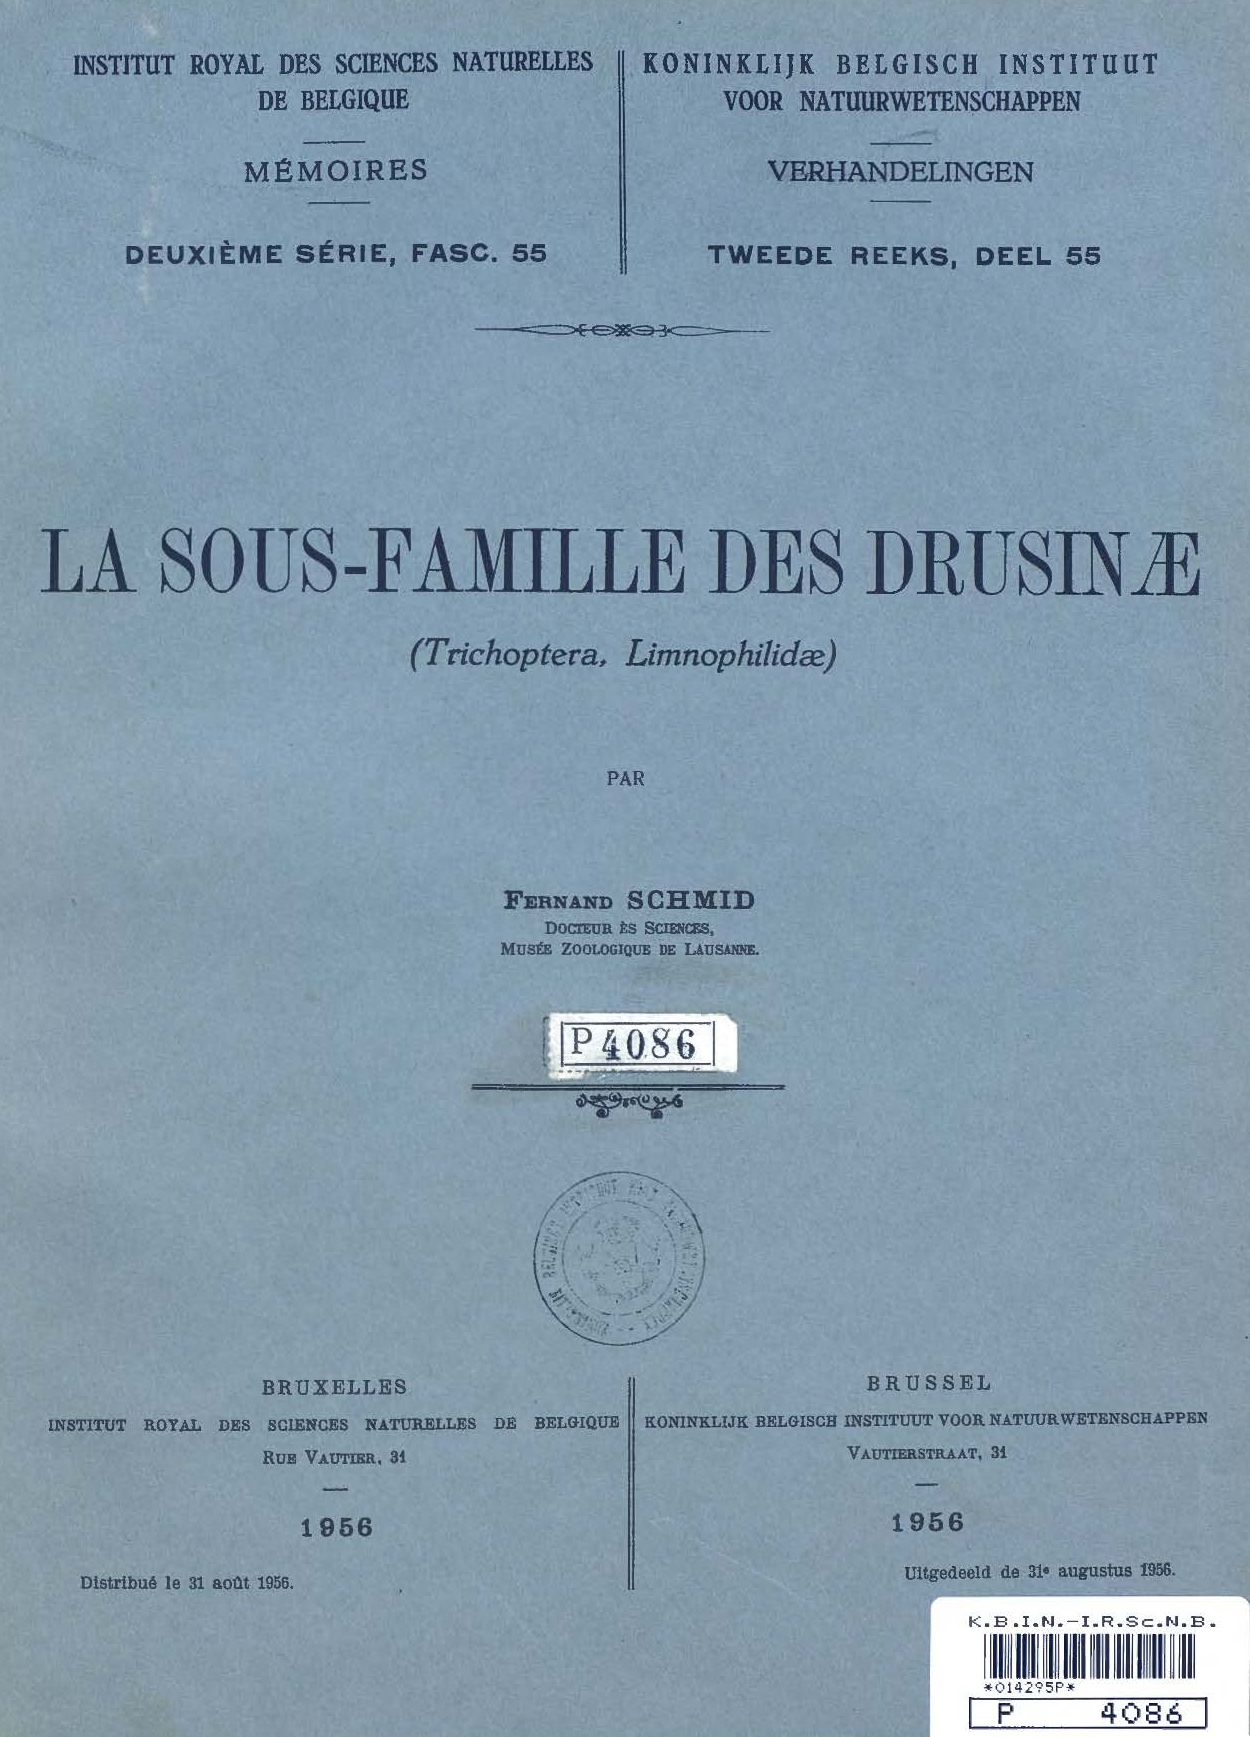 INSTITUT ROYAL DES SCIENCES NATURELLES
DE BELGIQUE
MÉMOIRES
DEUXIÈME SÉRIE, FASC. 55
KONINKLIJK BELGISCH INSTITUUT
VOOR NATUURWETENSCHAPPEN
VERHANDELINGEN
TWEEDE REEKS, DEEL 55
LA SOUS-FAMILLE DES DRUSINÆ
(Trichoptera, Limnophilidæ)
PAR
FERNAND SCHMID
DOCTEUR ÈS SCIENCES,
MUSÉE ZOOLOGIQUE DE LAUSANNE.
P 4086
BRUXELLES
INSTITUT ROYAL DES SCIENCES NATURELLES DE BELGIQUE
RUE VAUTIER, 31
1956
Distribué le 31 août 1956.
BRUSSEL
KONINKLIJK BELGISCH INSTITUUT VOOR NATUURWETENSCHAPPEN
VAUTIERSTRAAT, 31
1956
Uitgedeeld de 31e augustus 1956.
K.B.I.N.-I.R.Sc.N.B.
*014295P*
P 4086